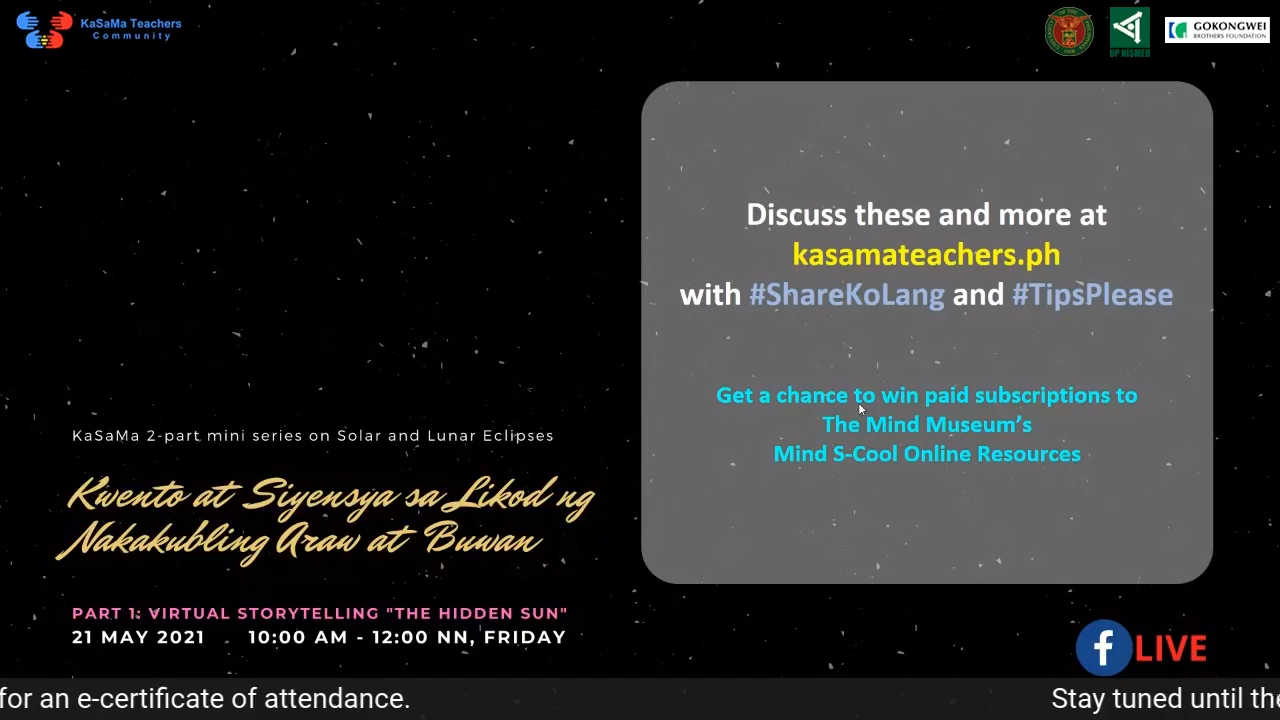 KaSaMa Teachers
Community
UP NISMED
GOKONGWEI
BROTHERS FOUNDATION
Discuss these and more at
kasamateachers.ph
with #ShareKoLang and #TipsPlease
Get a chance to win paid subscriptions to
The Mind Museum’s
Mind S-Cool Online Resources
KaSaMa 2-part mini series on Solar and Lunar Eclipses
Kwento at Siyensya sa Likod ng
Nakakubling Araw at Buwan
PART 1: VIRTUAL STORYTELLING "THE HIDDEN SUN"
21 MAY 2021 10:00 AM - 12:00 NN, FRIDAY
f LIVE
for an e-certificate of attendance. Stay tuned until the